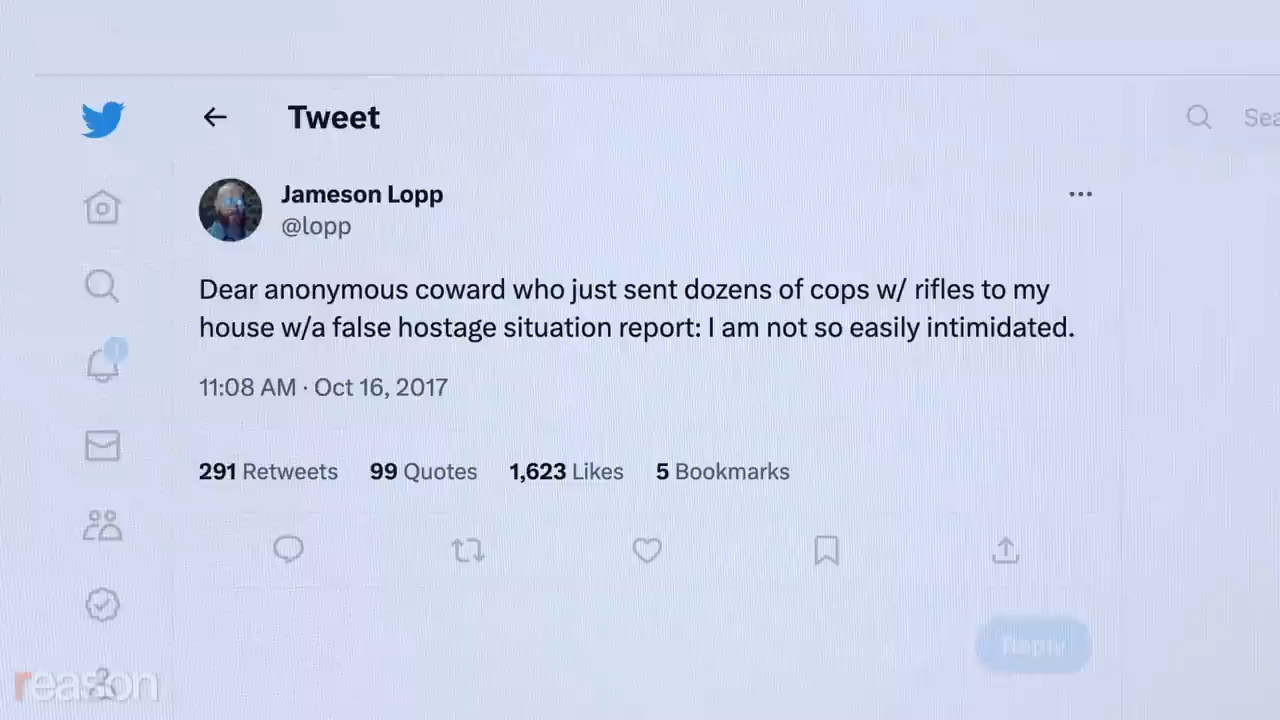 Tweet
Sea
Jameson Lopp
@lopp
Dear anonymous coward who just sent dozens of cops w/ rifles to my
house w/a false hostage situation report: I am not so easily intimidated.
11:08 AM · Oct 16, 2017
291 Retweets 99 Quotes 1,623 Likes 5 Bookmarks
Reply
reason